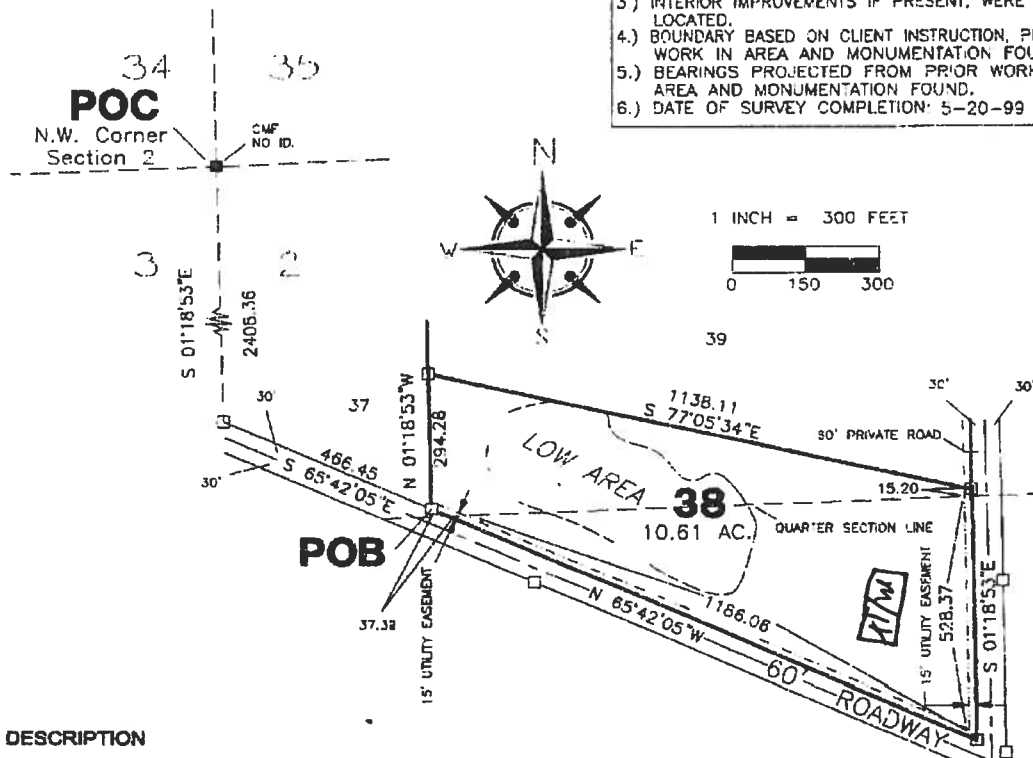 3.) INTERIOR IMPROVEMENTS IF PRESENT, WERE
LOCATED.
4.) BOUNDARY BASED ON CLIENT INSTRUCTION,
WORK IN AREA AND MONUMENTATION
5.) BEARINGS PROJECTED FROM PRIOR WORK
AREA AND MONUMENTATION FOUND.
6.) DATE OF SURVEY COMPLETION: 5-20-99
34
35
POC
N.W. Corner
Section 2
CMF
NO ID.
N
W
E
S
1 INCH = 300 FEET
0 150 300
3
2
S 01°18'53"E
2406.36
39
30'
37
466.45
S 65°42'05"E
30'
N 01°18'53"W
294.28
1138.11
S 77°05'34"E
30'
30'
60' PRIVATE ROAD
15.20
LOW AREA
38
10.61 AC.
QUARTER SECTION LINE
POB
37.32
15' UTILITY EASEMENT
N 65°42'05"W
1186.06
15' UTILITY EASEMENT
528.37
S 01°18'53"E
60' ROADWAY
DESCRIPTION